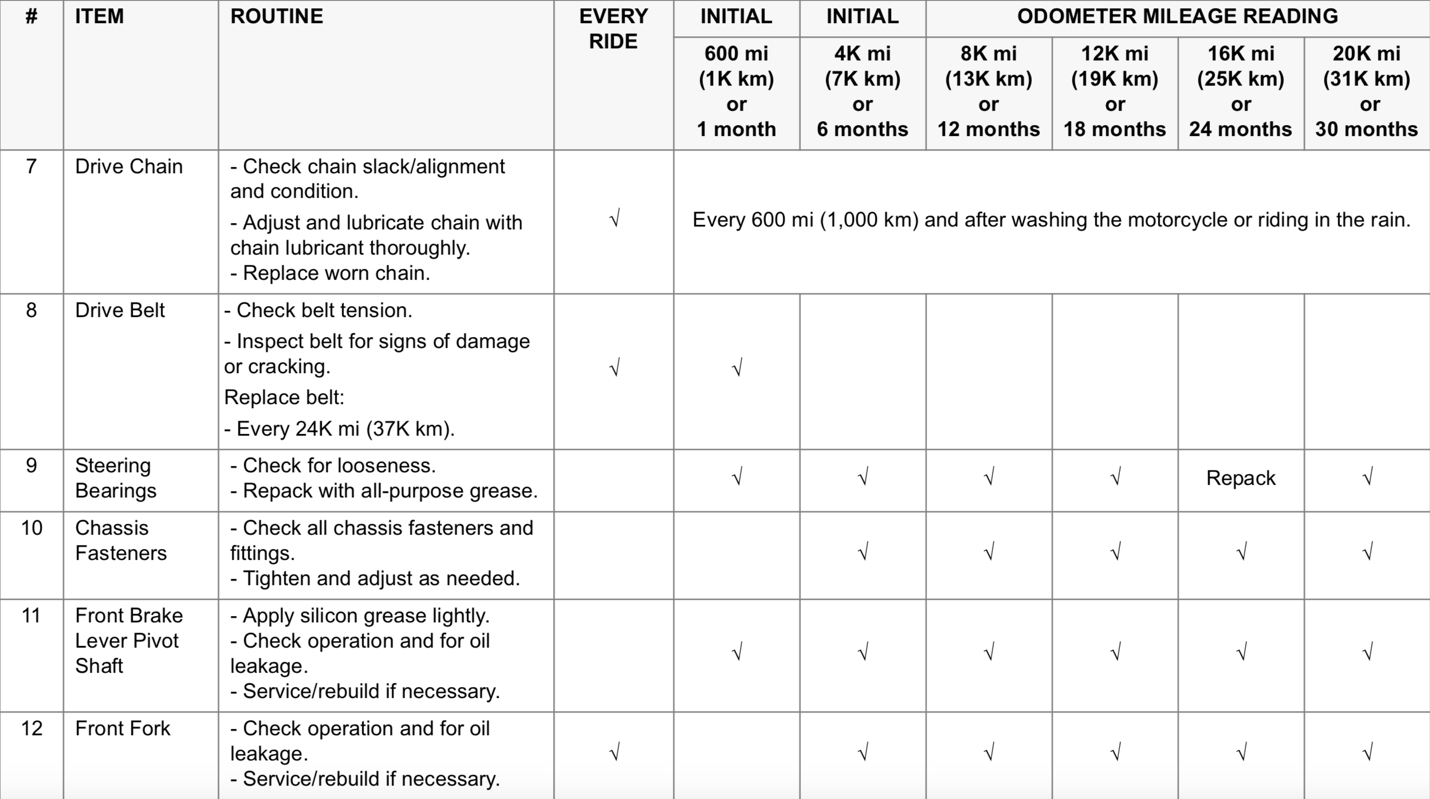 # ITEM ROUTINE EVERY RIDE INITIAL INITIAL ODOMETER MILEAGE READING
600 mi (1K km) or 1 month
4K mi (7K km) or 6 months
8K mi (13K km) or 12 months
12K mi (19K km) or 18 months
16K mi (25K km) or 24 months
20K mi (31K km) or 30 months
7
Drive Chain
- Check chain slack/alignment
and condition.
- Adjust and lubricate chain with
chain lubricant thoroughly.
- Replace worn chain.
√
Every 600 mi (1,000 km) and after washing the motorcycle or riding in the rain.
8
Drive Belt
- Check belt tension.
- Inspect belt for signs of damage
or cracking.
Replace belt:
- Every 24K mi (37K km).
√ √
9
Steering
Bearings
- Check for looseness.
- Repack with all-purpose grease.
√ √ √ √ Repack √
10
Chassis
Fasteners
- Check all chassis fasteners and
fittings.
- Tighten and adjust as needed.
√ √ √ √ √
11
Front Brake
Lever Pivot
Shaft
- Apply silicon grease lightly.
- Check operation and for oil
leakage.
- Service/rebuild if necessary.
√ √ √ √ √ √
12
Front Fork
- Check operation and for oil
leakage.
- Service/rebuild if necessary.
√ √ √ √ √ √